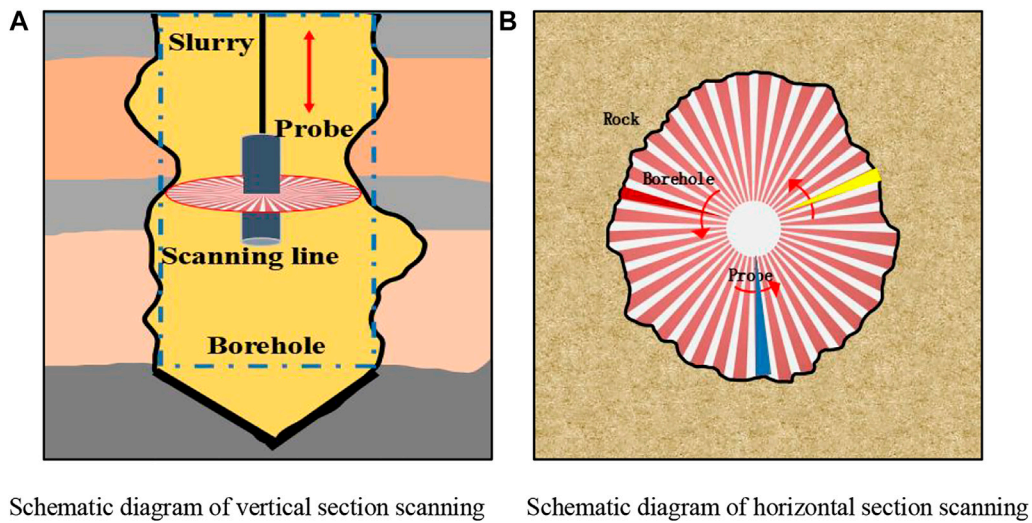 A
Slurry
Probe
Scanning line
Borehole
B
Rock
Borehole
Probe
Schematic diagram of vertical section scanning
Schematic diagram of horizontal section scanning